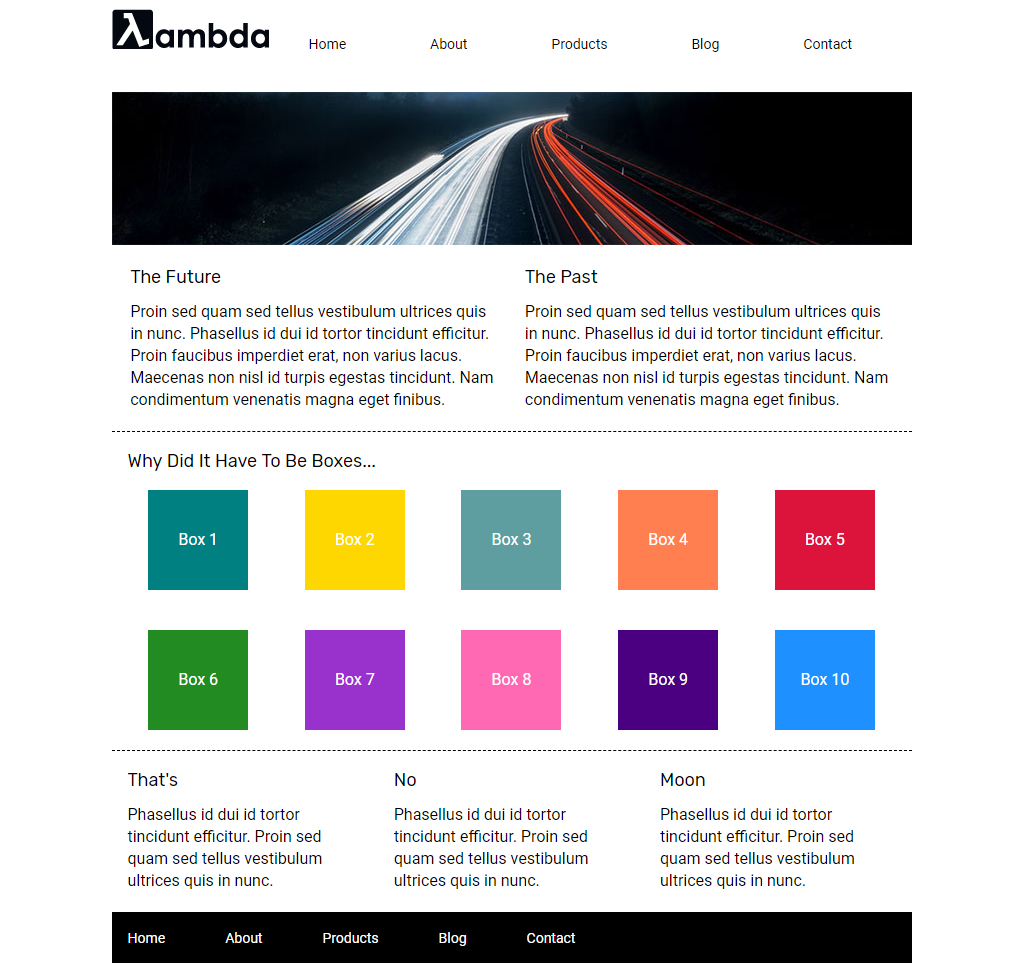 λambda
Home About Products Blog Contact
The Future
Proin sed quam sed tellus vestibulum ultrices quis
in nunc. Phasellus id dui id tortor tincidunt efficitur.
Proin faucibus imperdiet erat, non varius lacus.
Maecenas non nisl id turpis egestas tincidunt. Nam
condimentum venenatis magna eget finibus.
The Past
Proin sed quam sed tellus vestibulum ultrices quis
in nunc. Phasellus id dui id tortor tincidunt efficitur.
Proin faucibus imperdiet erat, non varius lacus.
Maecenas non nisl id turpis egestas tincidunt. Nam
condimentum venenatis magna eget finibus.
Why Did It Have To Be Boxes...
Box 1 Box 2 Box 3 Box 4 Box 5
Box 6 Box 7 Box 8 Box 9 Box 10
That's
Phasellus id dui id tortor
tincidunt efficitur. Proin sed
quam sed tellus vestibulum
ultrices quis in nunc.
No
Phasellus id dui id tortor
tincidunt efficitur. Proin sed
quam sed tellus vestibulum
ultrices quis in nunc.
Moon
Phasellus id dui id tortor
tincidunt efficitur. Proin sed
quam sed tellus vestibulum
ultrices quis in nunc.
Home About Products Blog Contact